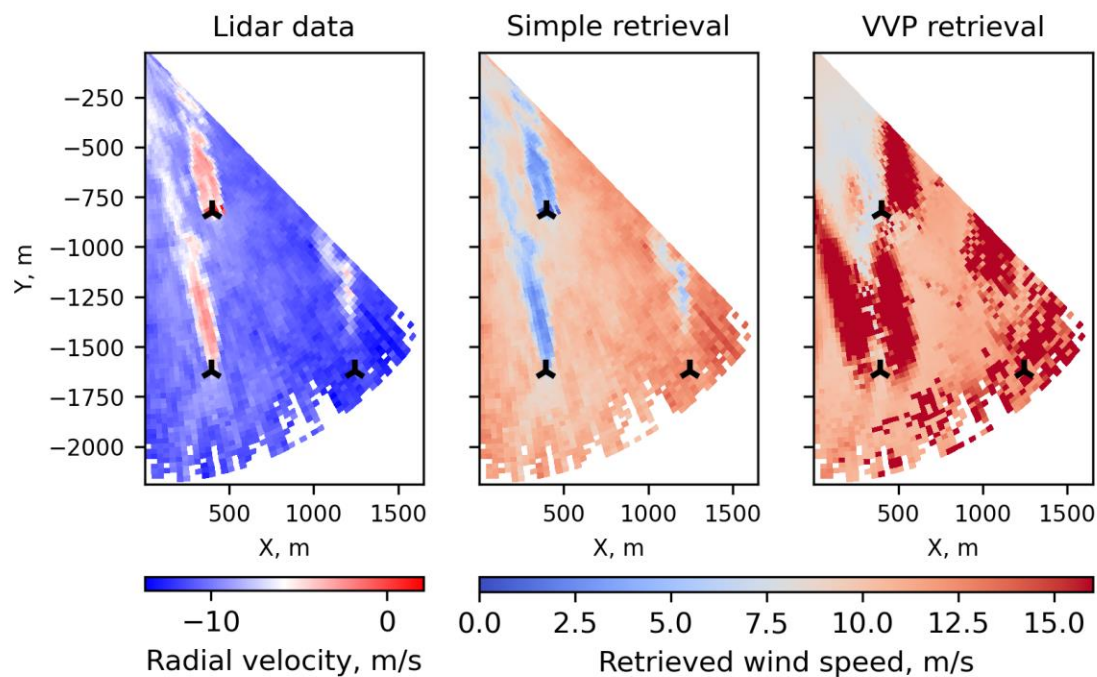 Lidar data
Simple retrieval
VVP retrieval
Y, m
−250
−500
−750
−1000
−1250
−1500
−1750
−2000
500 1000 1500
500 1000 1500
500 1000 1500
X, m
X, m
X, m
−10 0
0.0 2.5 5.0 7.5 10.0 12.5 15.0
Radial velocity, m/s
Retrieved wind speed, m/s